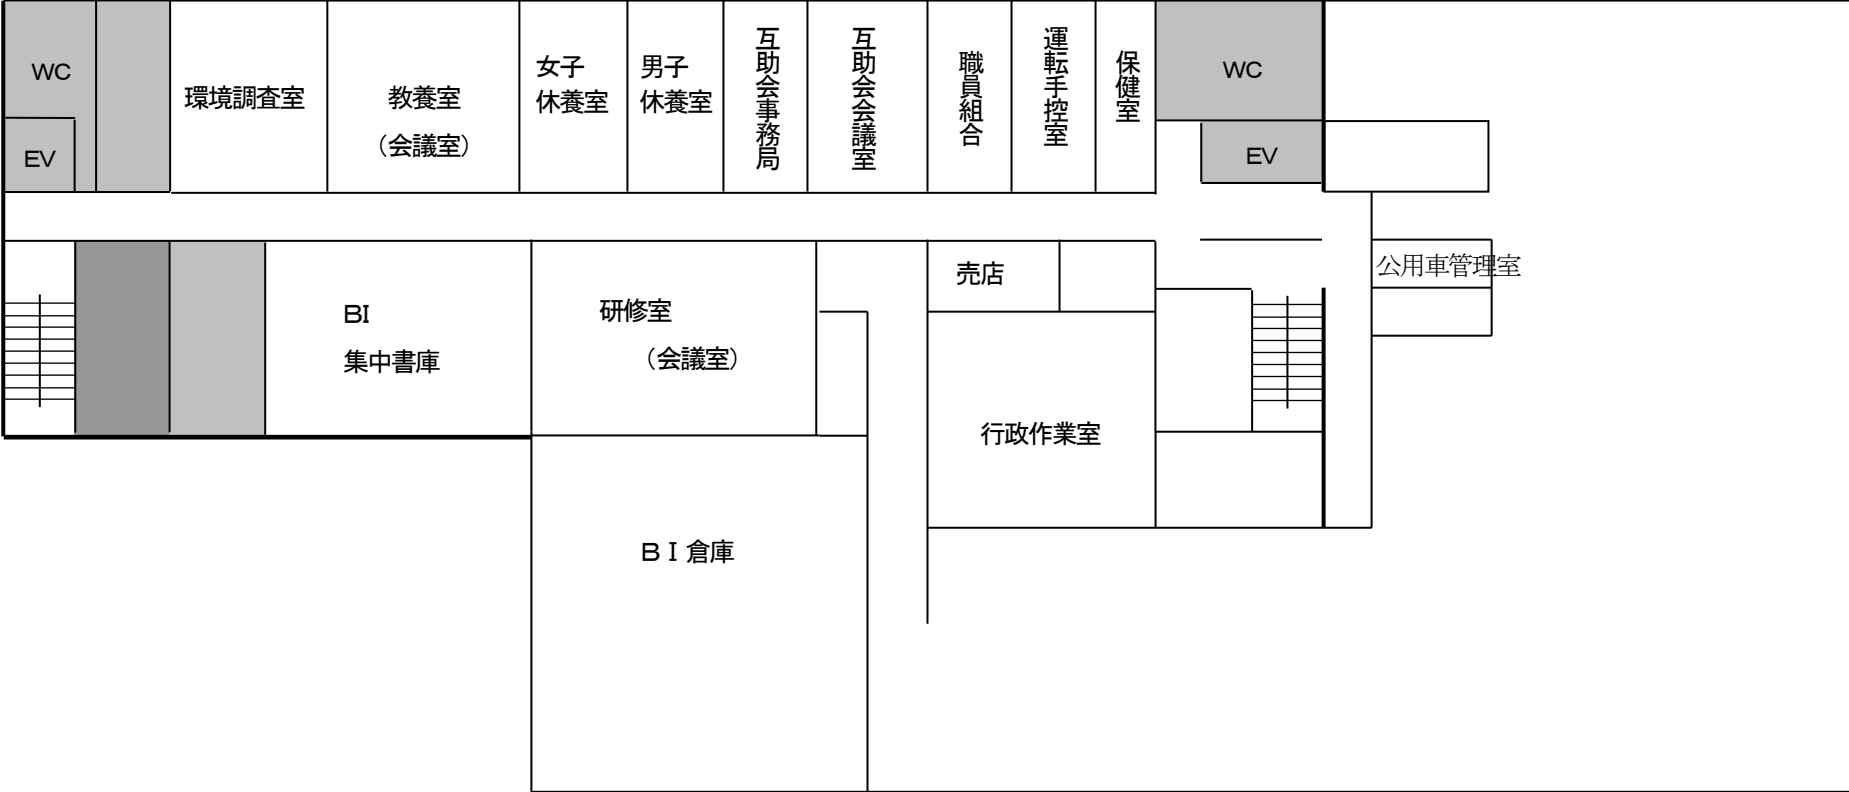 WC
EV
環境調査室
教養室
（会議室）
女子
休養室
男子
休養室
互助会事務局
互助会会議室
職員組合
運転手控室
保健室
WC
EV
公用車管理室
BI
集中書庫
研修室
（会議室）
売店
行政作業室
ＢＩ倉庫